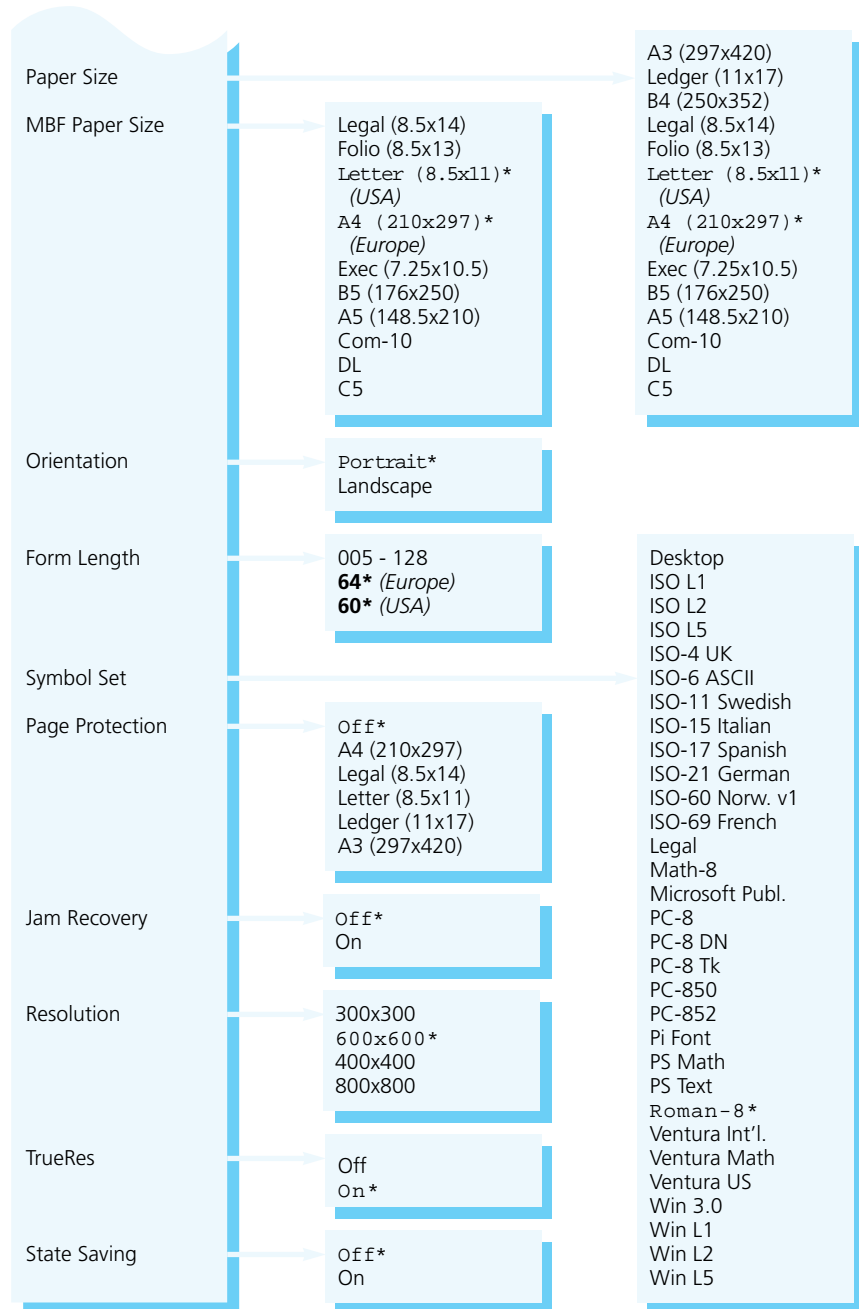 Paper Size
A3 (297x420)
Ledger (11x17)
B4 (250x352)
Legal (8.5x14)
Folio (8.5x13)
Letter (8.5x11)*
(USA)
A4 (210x297)*
(Europe)
Exec (7.25x10.5)
B5 (176x250)
A5 (148.5x210)
Com-10
DL
C5
MBF Paper Size
Legal (8.5x14)
Folio (8.5x13)
Letter (8.5x11)*
(USA)
A4 (210x297)*
(Europe)
Exec (7.25x10.5)
B5 (176x250)
A5 (148.5x210)
Com-10
DL
C5
Orientation
Portrait*
Landscape
Form Length
005 - 128
64* (Europe)
60* (USA)
Symbol Set
Desktop
ISO L1
ISO L2
ISO L5
ISO-4 UK
ISO-6 ASCII
ISO-11 Swedish
ISO-15 Italian
ISO-17 Spanish
ISO-21 German
ISO-60 Norw. v1
ISO-69 French
Legal
Math-8
Microsoft Publ.
PC-8
PC-8 DN
PC-8 Tk
PC-850
PC-852
Pi Font
PS Math
PS Text
Roman-8*
Ventura Int’l.
Ventura Math
Ventura US
Win 3.0
Win L1
Win L2
Win L5
Page Protection
Off*
A4 (210x297)
Legal (8.5x14)
Letter (8.5x11)
Ledger (11x17)
A3 (297x420)
Jam Recovery
Off*
On
Resolution
300x300
600x600*
400x400
800x800
TrueRes
Off
On*
State Saving
Off*
On